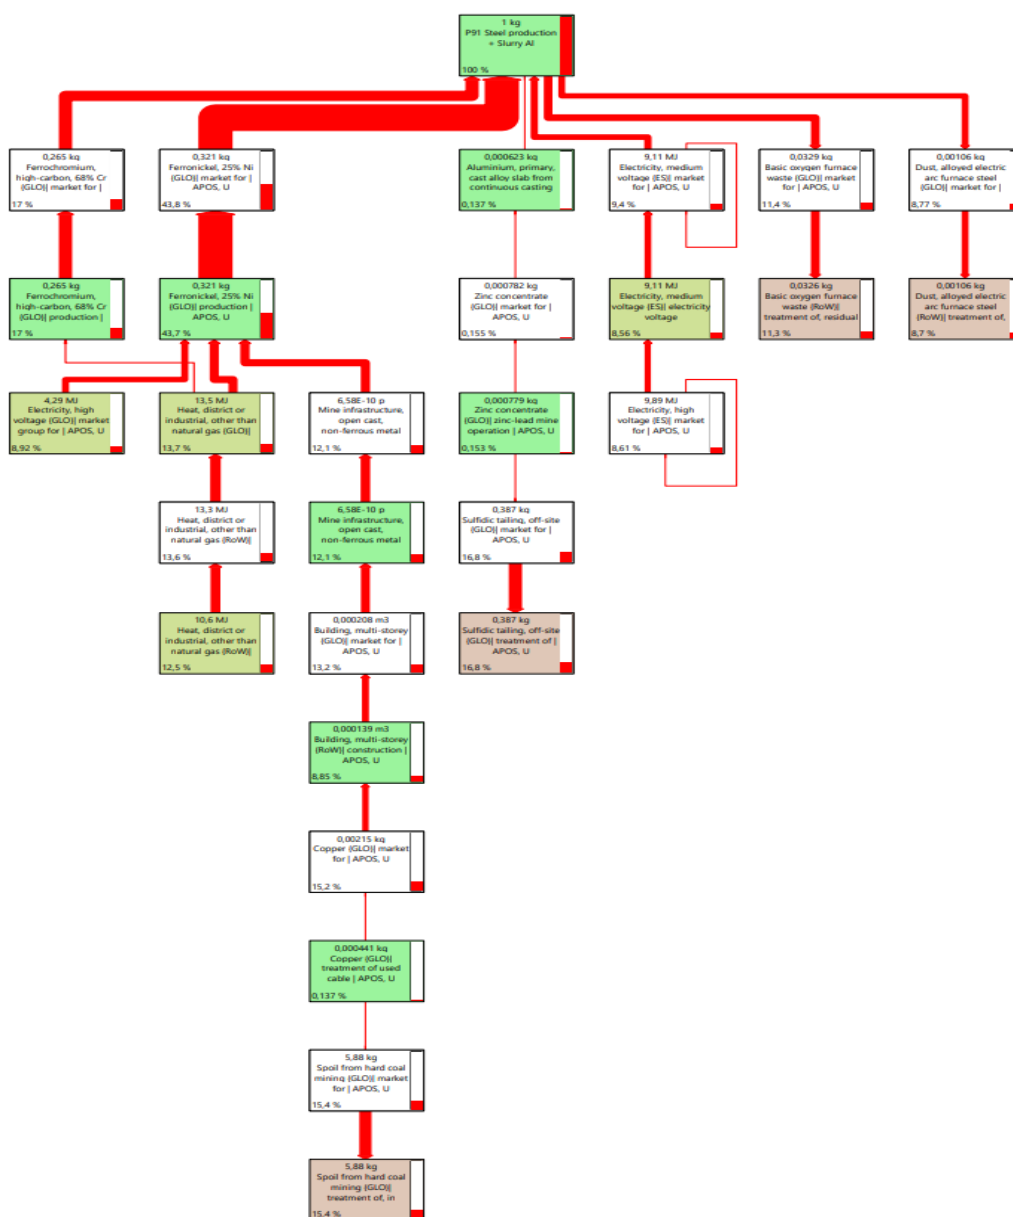 1 kg
P91 Steel production
+ Slurry Al
100 %
0,265 kg
Ferrochromium,
high-carbon, 68% Cr
{GLO}| market for |
17 %
0,321 kg
Ferronickel, 25% Ni
{GLO}| market for |
APOS, U
43,8 %
0,000623 kg
Aluminium, primary,
cast alloy slab from
continuous casting
0,137 %
9,11 MJ
Electricity, medium
voltage {ES}| market
for | APOS, U
9,4 %
0,0329 kg
Basic oxygen furnace
waste {GLO}| market
for | APOS, U
11,4 %
0,00106 kg
Dust, alloyed electric
arc furnace steel
{GLO}| market for |
8,77 %
0,265 kg
Ferrochromium,
high-carbon, 68% Cr
{GLO}| production |
17 %
0,321 kg
Ferronickel, 25% Ni
{GLO}| production |
APOS, U
43,7 %
0,000782 kg
Zinc concentrate
{GLO}| market for |
APOS, U
0,155 %
9,11 MJ
Electricity, medium
voltage {ES}| electricity
voltage
8,56 %
0,0326 kg
Basic oxygen furnace
waste {RoW}|
treatment of, residual
11,3 %
0,00106 kg
Dust, alloyed electric
arc furnace steel
{RoW}| treatment of,
8,7 %
4,29 MJ
Electricity, high
voltage {GLO}| market
group for | APOS, U
8,92 %
13,5 MJ
Heat, district or
industrial, other than
natural gas {GLO}|
13,7 %
6,58E-10 p
Mine infrastructure,
open cast,
non-ferrous metal
12,1 %
0,000779 kg
Zinc concentrate
{GLO}| zinc-lead mine
operation | APOS, U
0,153 %
9,89 MJ
Electricity, high
voltage {ES}| market
for | APOS, U
8,61 %
13,3 MJ
Heat, district or
industrial, other than
natural gas {RoW}|
13,6 %
6,58E-10 p
Mine infrastructure,
open cast,
non-ferrous metal
12,1 %
0,387 kg
Sulfidic tailing, off-site
{GLO}| market for |
APOS, U
16,8 %
10,6 MJ
Heat, district or
industrial, other than
natural gas {RoW}|
12,5 %
0,000208 m3
Building, multi-storey
{GLO}| market for |
APOS, U
13,2 %
0,387 kg
Sulfidic tailing, off-site
{GLO}| treatment of |
APOS, U
16,8 %
0,000139 m3
Building, multi-storey
{RoW}| construction |
APOS, U
8,85 %
0,00215 kg
Copper {GLO}| market
for | APOS, U
15,2 %
0,000441 kg
Copper {GLO}|
treatment of used
cable | APOS, U
0,137 %
5,88 kg
Spoil from hard coal
mining {GLO}| market
for | APOS, U
15,4 %
5,88 kg
Spoil from hard coal
mining {GLO}|
treatment of, in
15,4 %